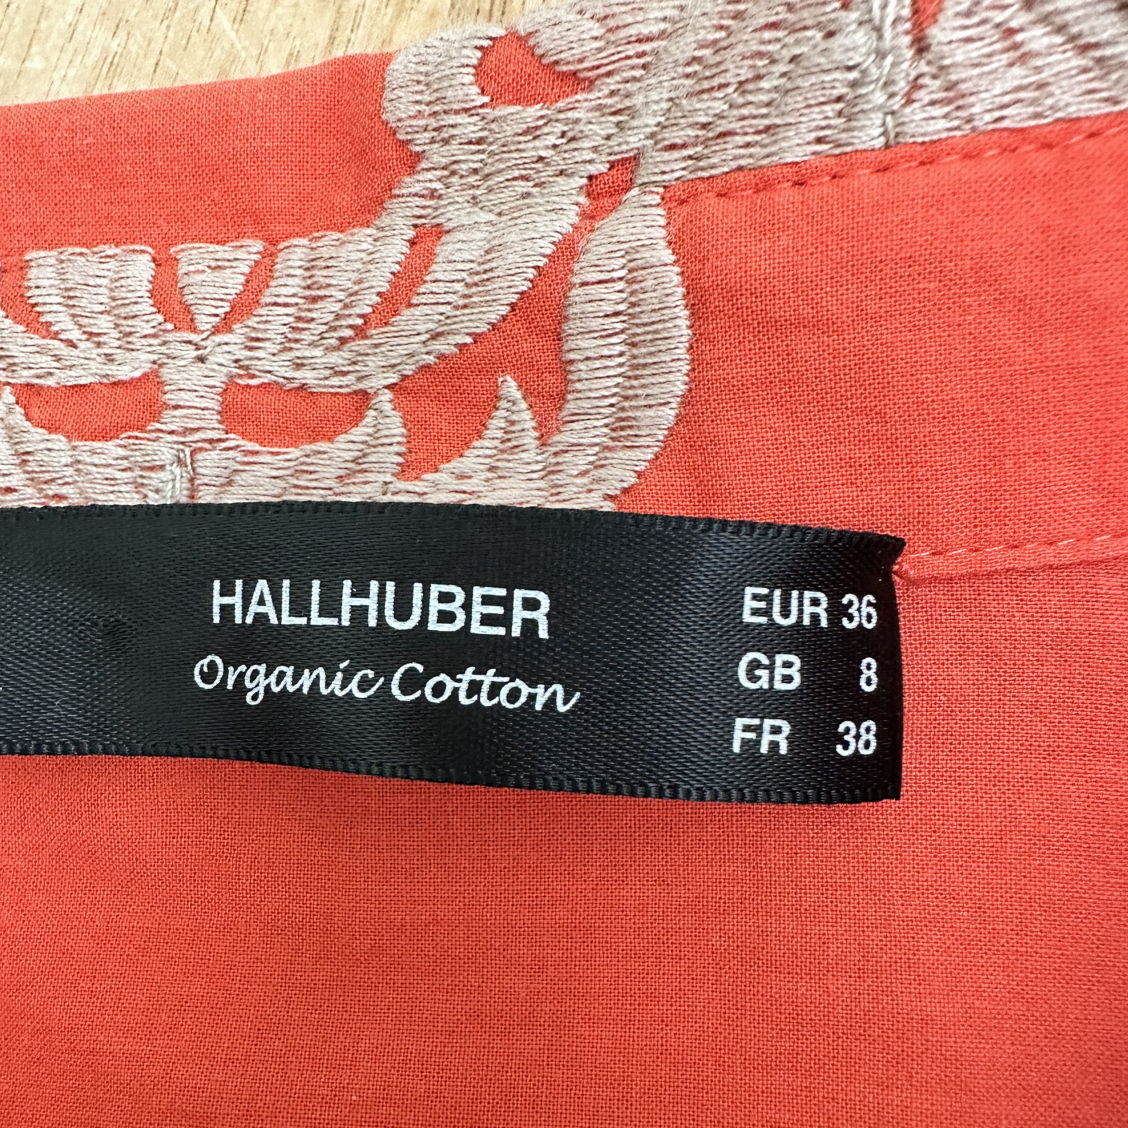 HALLHUBER
Organic Cotton
EUR 36
GB 8
FR 38